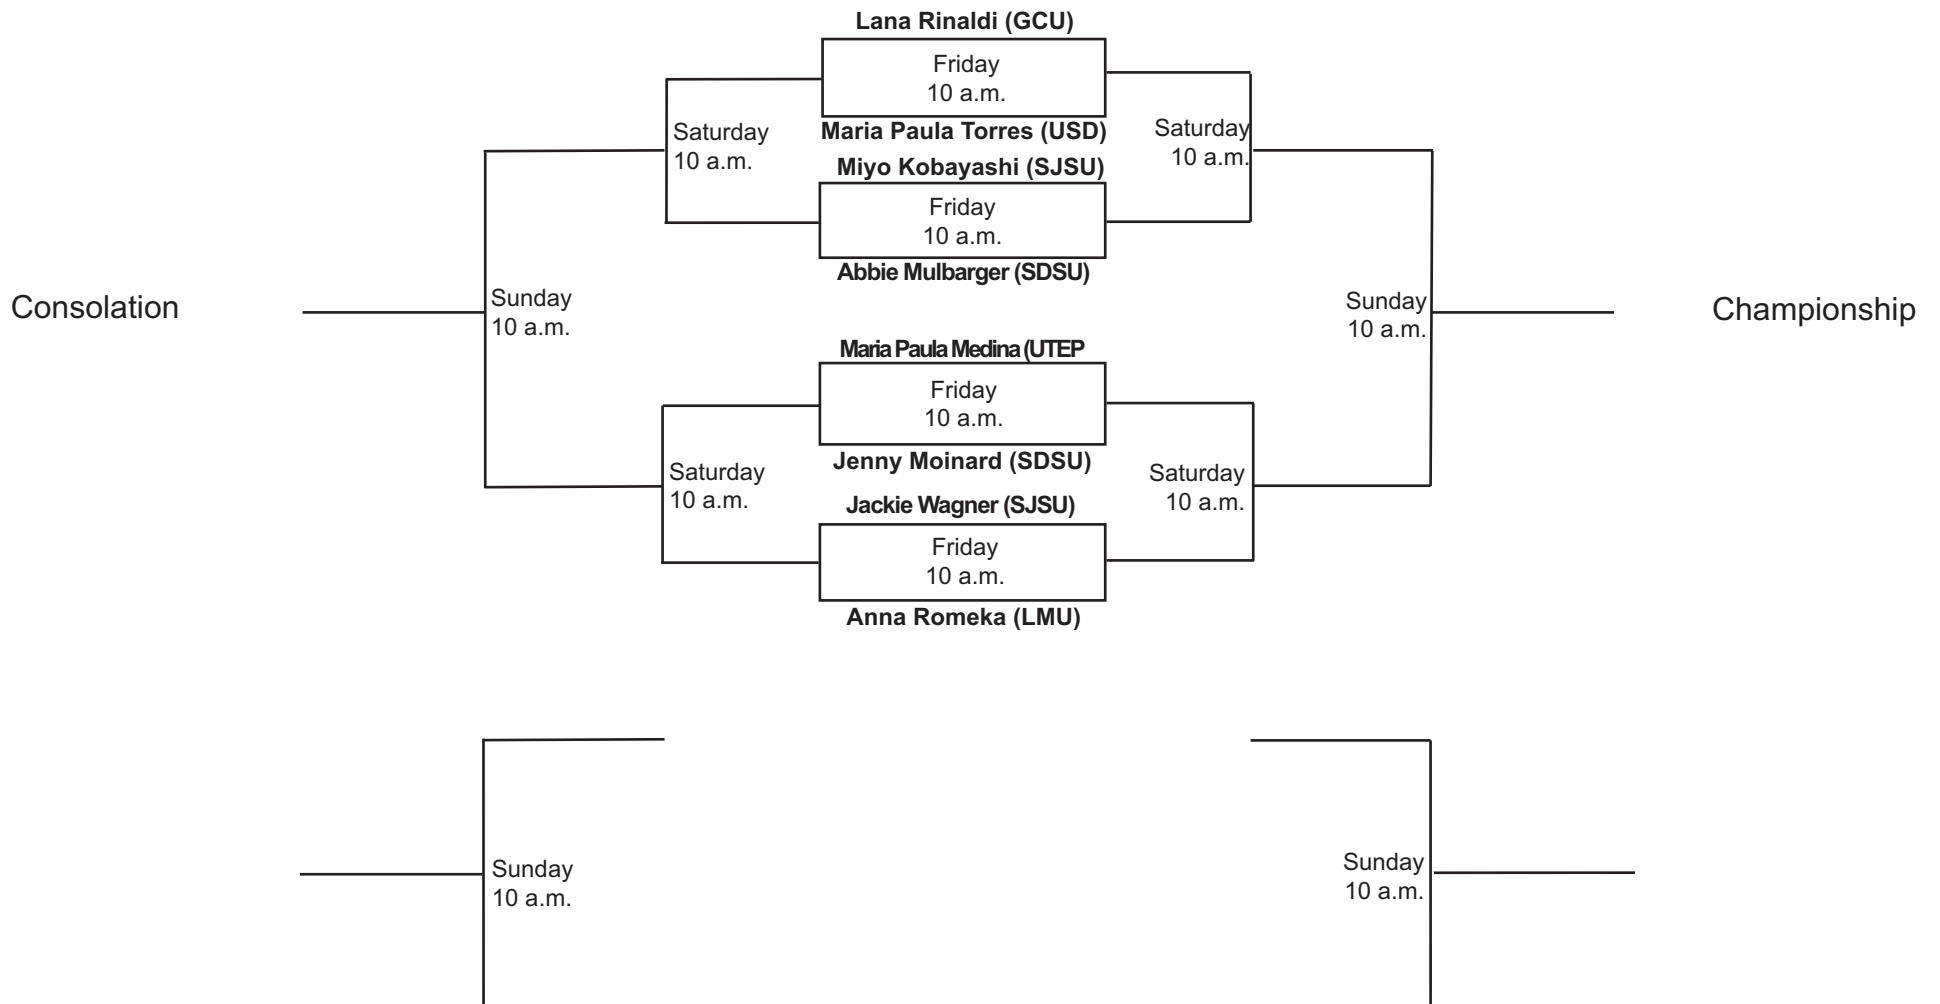 Lana Rinaldi (GCU)
Friday
10 a.m.
Maria Paula Torres (USD)
Saturday
10 a.m.
Saturday
10 a.m.
Miyo Kobayashi (SJSU)
Friday
10 a.m.
Abbie Mulbarger (SDSU)
Consolation
Sunday
10 a.m.
Sunday
10 a.m.
Championship
Maria Paula Medina (UTEP
Friday
10 a.m.
Jenny Moinard (SDSU)
Saturday
10 a.m.
Saturday
10 a.m.
Jackie Wagner (SJSU)
Friday
10 a.m.
Anna Romeka (LMU)
Sunday
10 a.m.
Sunday
10 a.m.